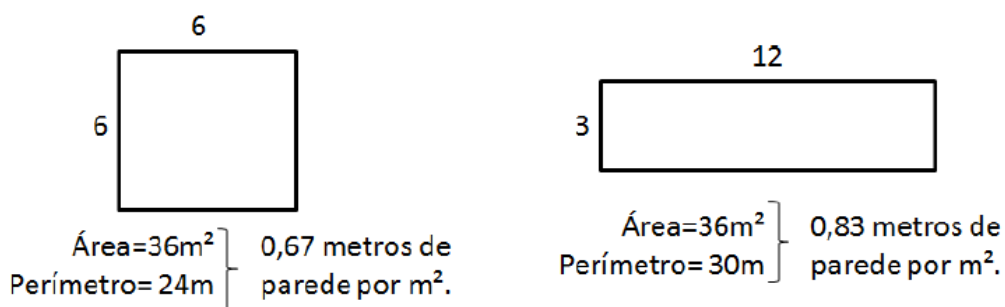 6
6
Área=36m²
Perímetro= 24m
0,67 metros de
parede por m².
12
3
Área=36m²
Perímetro= 30m
0,83 metros de
parede por m².